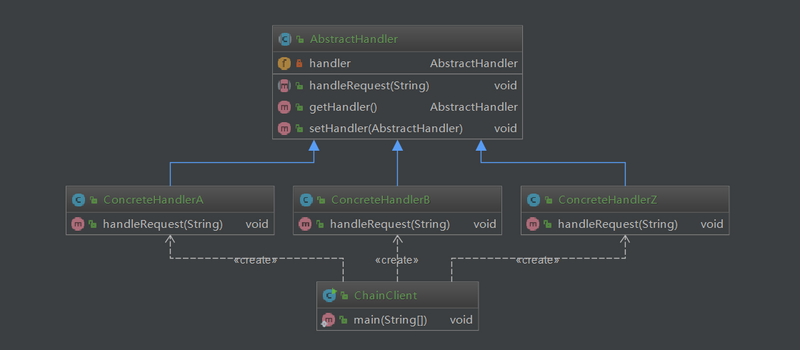 AbstractHandler
handler AbstractHandler
handleRequest(String) void
getHandler() AbstractHandler
setHandler(AbstractHandler) void
ConcreteHandlerA
handleRequest(String) void
ConcreteHandlerB
handleRequest(String) void
ConcreteHandlerZ
handleRequest(String) void
«create»
«create»
«create»
ChainClient
main(String[]) void